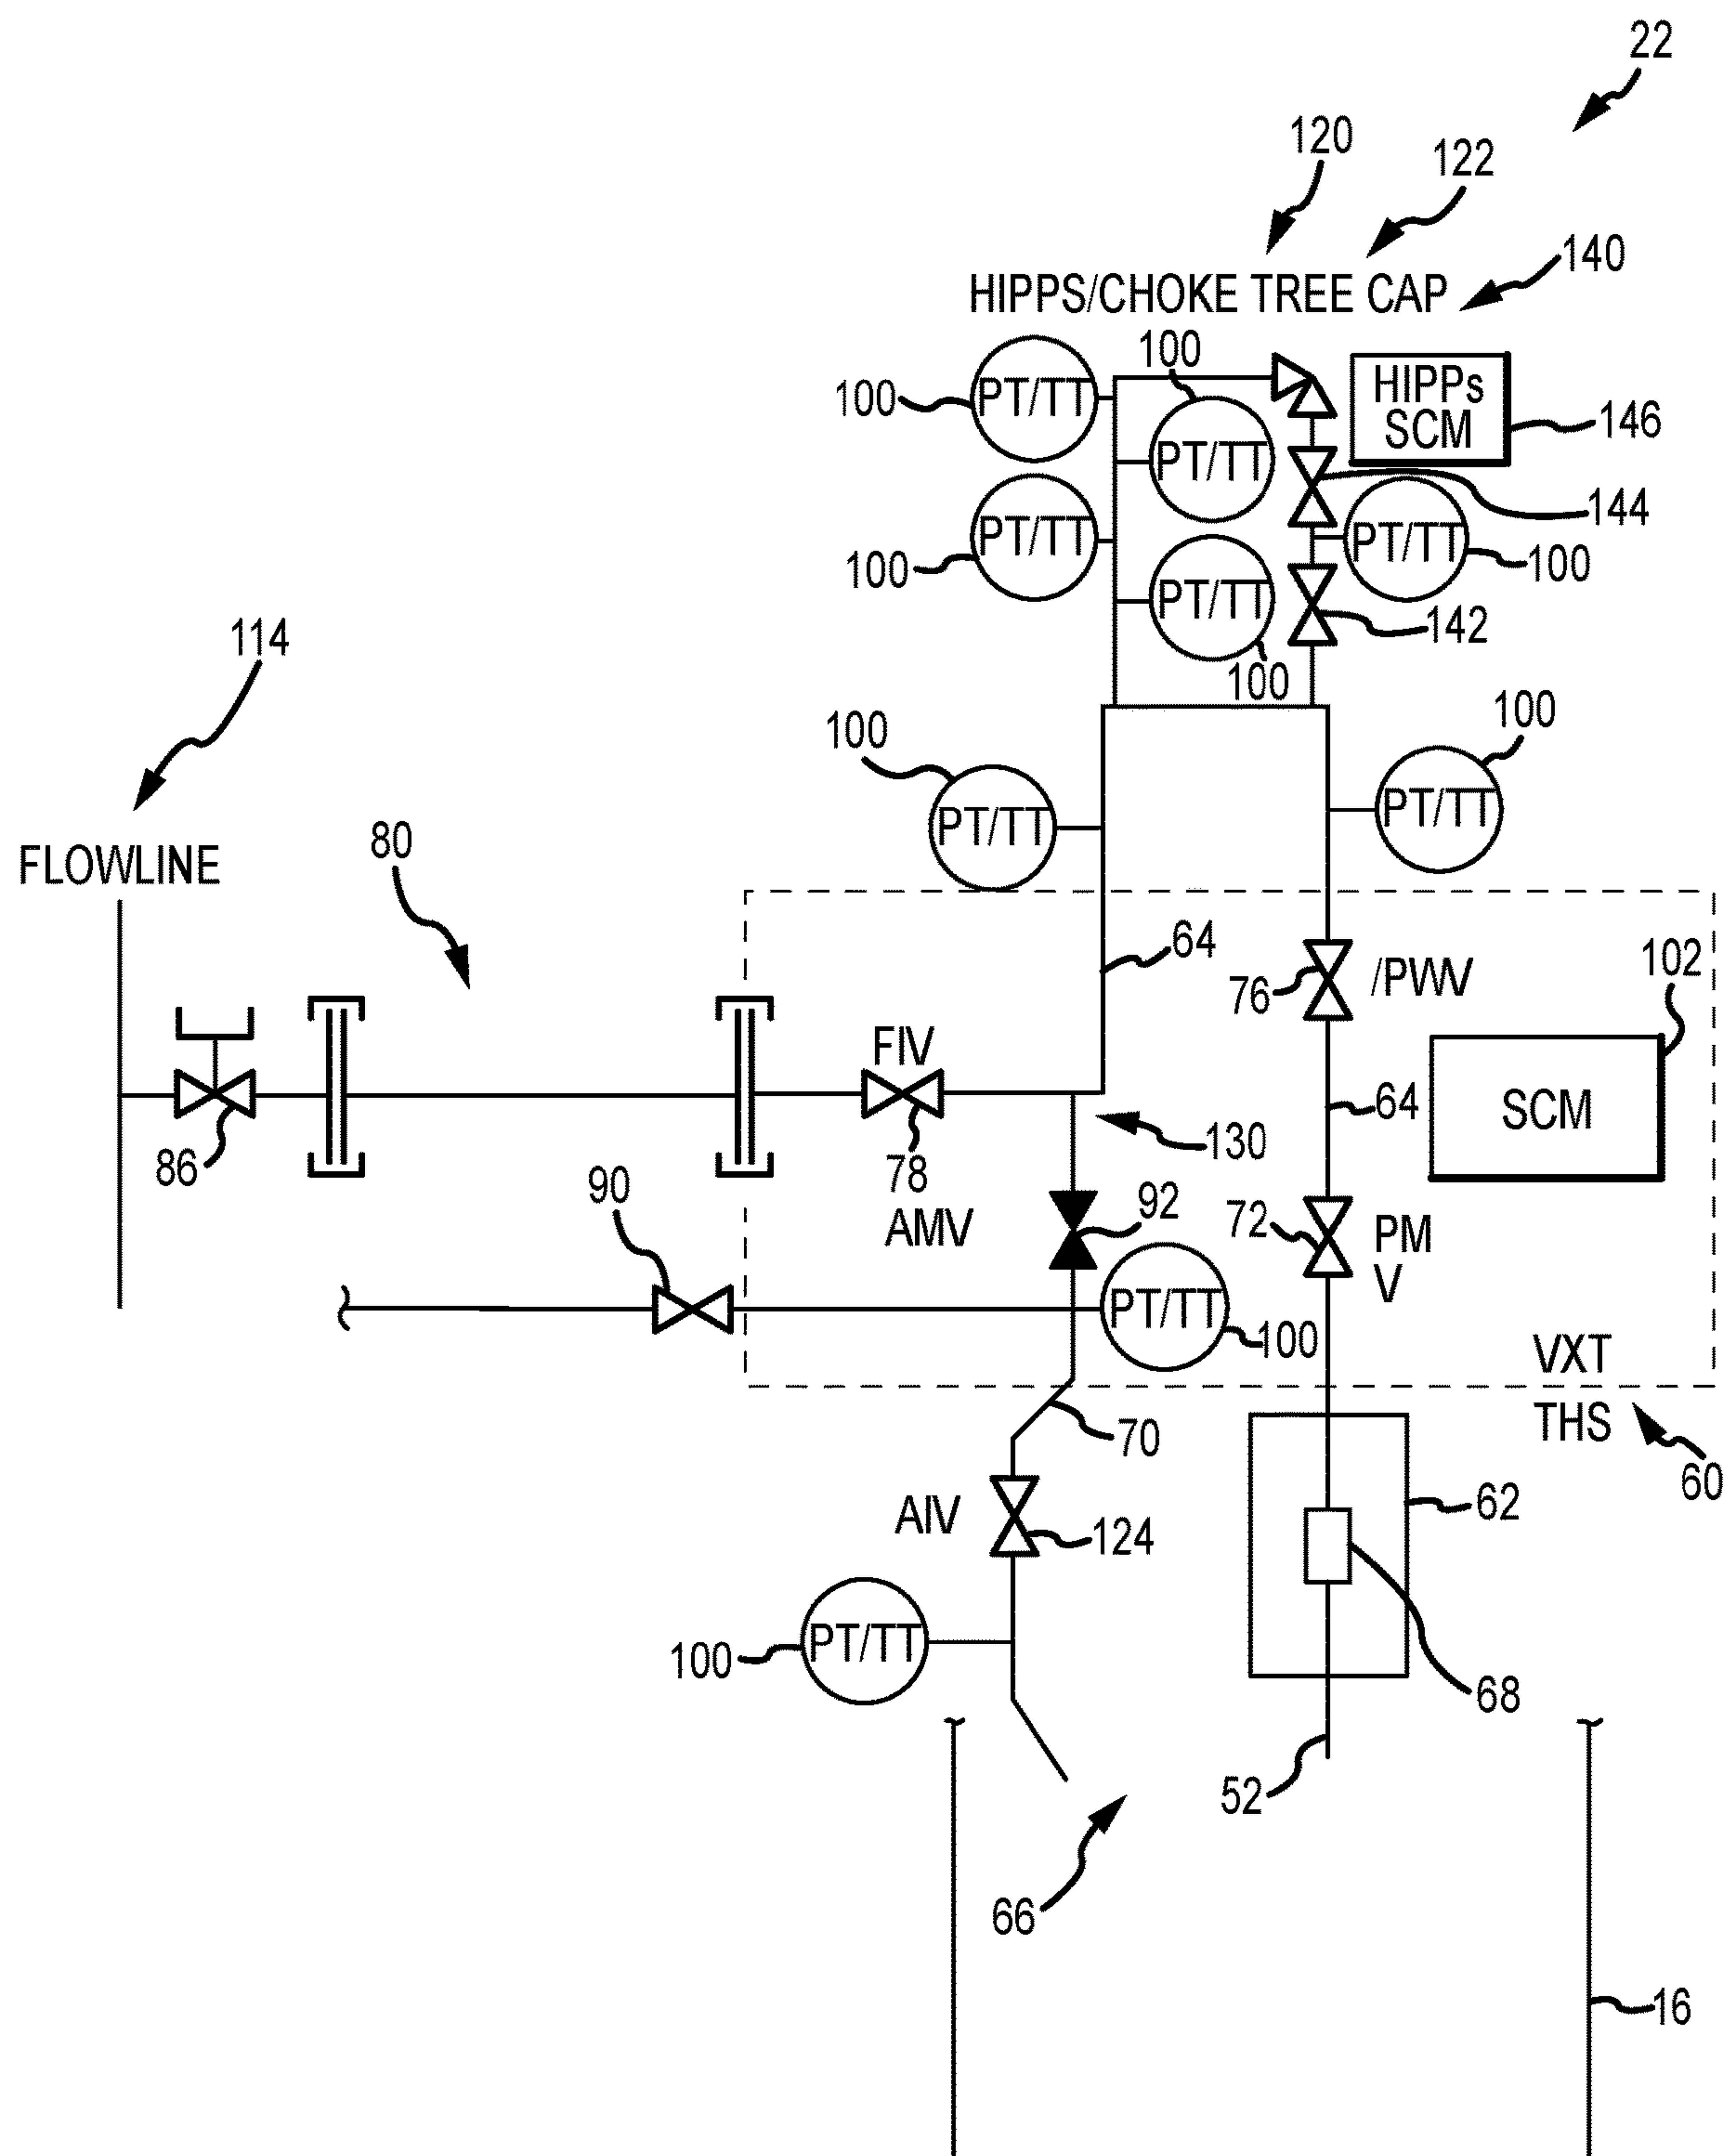 22
120
122
140
HIPPS/CHOKE TREE CAP
100
PT/TT
100
PT/TT
HIPPs
SCM
146
144
PT/TT
100
PT/TT
100
PT/TT
100
142
114
100
PT/TT
100
PT/TT
FLOWLINE
80
64
76
/PWV
102
FIV
86
78
130
64
SCM
90
AMV
92
72
PM
V
PT/TT
100
VXT
THS
60
70
AIV
124
62
PT/TT
100
68
52
66
16